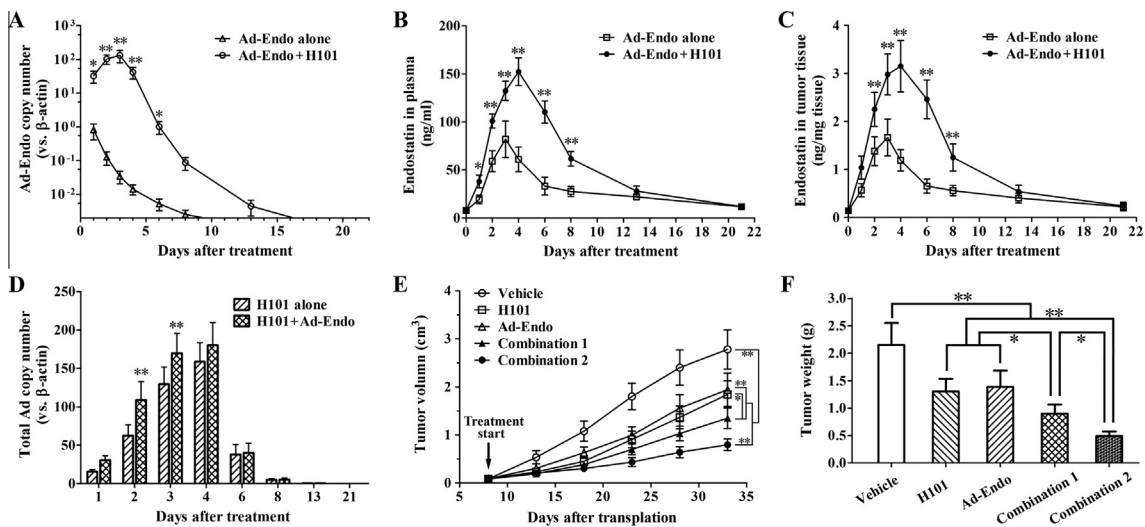 A
Ad-Endo copy number
(vs. β-actin)
10³
10²
10¹
10⁰
10⁻¹
10⁻²
* ** ** ** *
Ad-Endo alone
Ad-Endo+H101
0 5 10 15 20
Days after treatment
B
Endostatin in plasma
(ng/ml)
200
150
100
50
0
* ** ** ** ** **
Ad-Endo alone
Ad-Endo+H101
0 2 4 6 8 10 12 14 16 18 20 22
Days after treatment
C
Endostatin in tumor tissue
(ng/mg tissue)
5
4
3
2
1
0
** ** ** ** **
Ad-Endo alone
Ad-Endo+H101
0 2 4 6 8 10 12 14 16 18 20 22
Days after treatment
D
Total Ad copy number
(vs. β-actin)
250
200
150
100
50
0
** **
H101 alone
H101+Ad-Endo
1 2 3 4 6 8 13 21
Days after treatment
E
Tumor volumn (cm³)
4
3
2
1
0
Vehicle
H101
Ad-Endo
Combination 1
Combination 2
Treatment
start
**
**
*
**
5 10 15 20 25 30 35
Days after transplation
F
Tumor weight (g)
3.0
2.5
2.0
1.5
1.0
0.5
0.0
**
**
*
*
Vehicle
H101
Ad-Endo
Combination 1
Combination 2